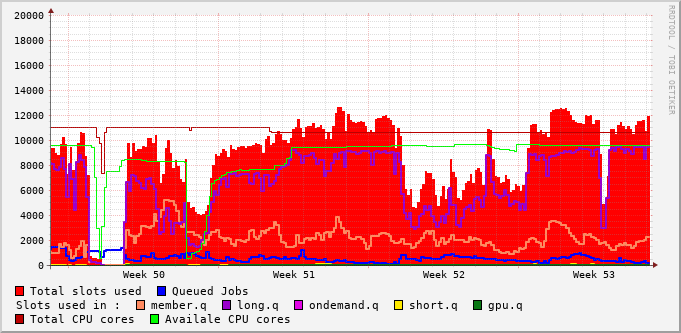 20000
18000
16000
14000
12000
10000
8000
6000
4000
2000
0
Week 50 Week 51 Week 52 Week 53
RRDTOOL / TOBI OETIKER
Total slots used Queued Jobs
Slots used in : member.q long.q ondemand.q short.q gpu.q
Total CPU cores Availale CPU cores